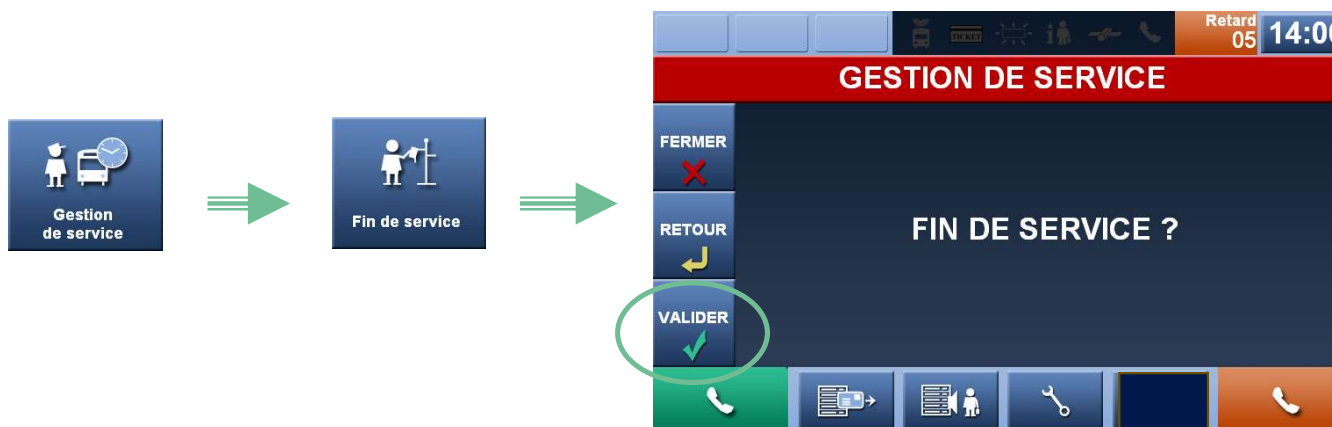 Gestion
de service
Fin de service
TICKET
Retard
05
14:00
GESTION DE SERVICE
FERMER
RETOUR
FIN DE SERVICE ?
VALIDER